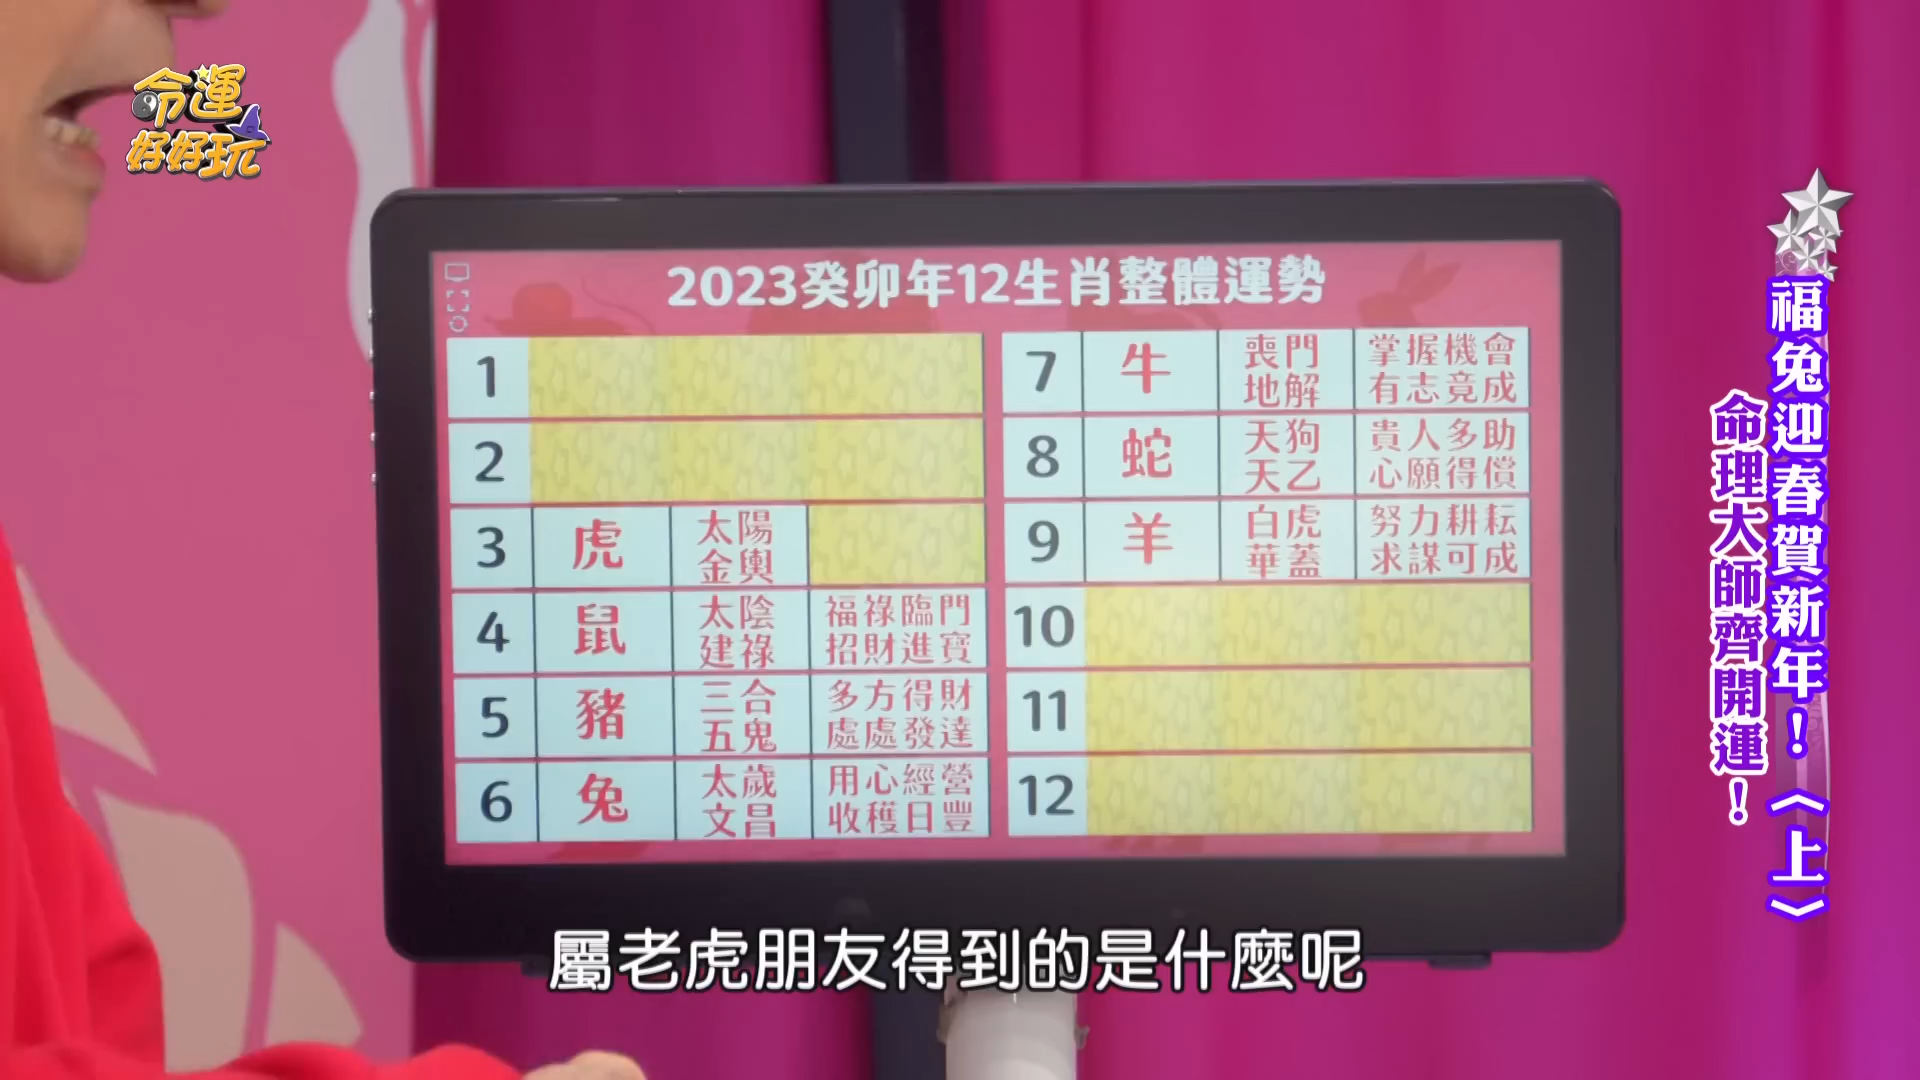 命運
好好玩
2023癸卯年12生肖整體運勢
1
2
3 虎 太陽 金輿
4 鼠 太陰 建祿 福祿臨門 招財進寶
5 豬 三合 五鬼 多方得財 處處發達
6 兔 太歲 文昌 用心經營 收穫日豐
7 牛 喪門 地解 掌握機會 有志竟成
8 蛇 天狗 天乙 貴人多助 心願得償
9 羊 白虎 華蓋 努力耕耘 求謀可成
10
11
12
福兔迎春賀新年！〈上〉
命理大師齊開運！
屬老虎朋友得到的是什麼呢